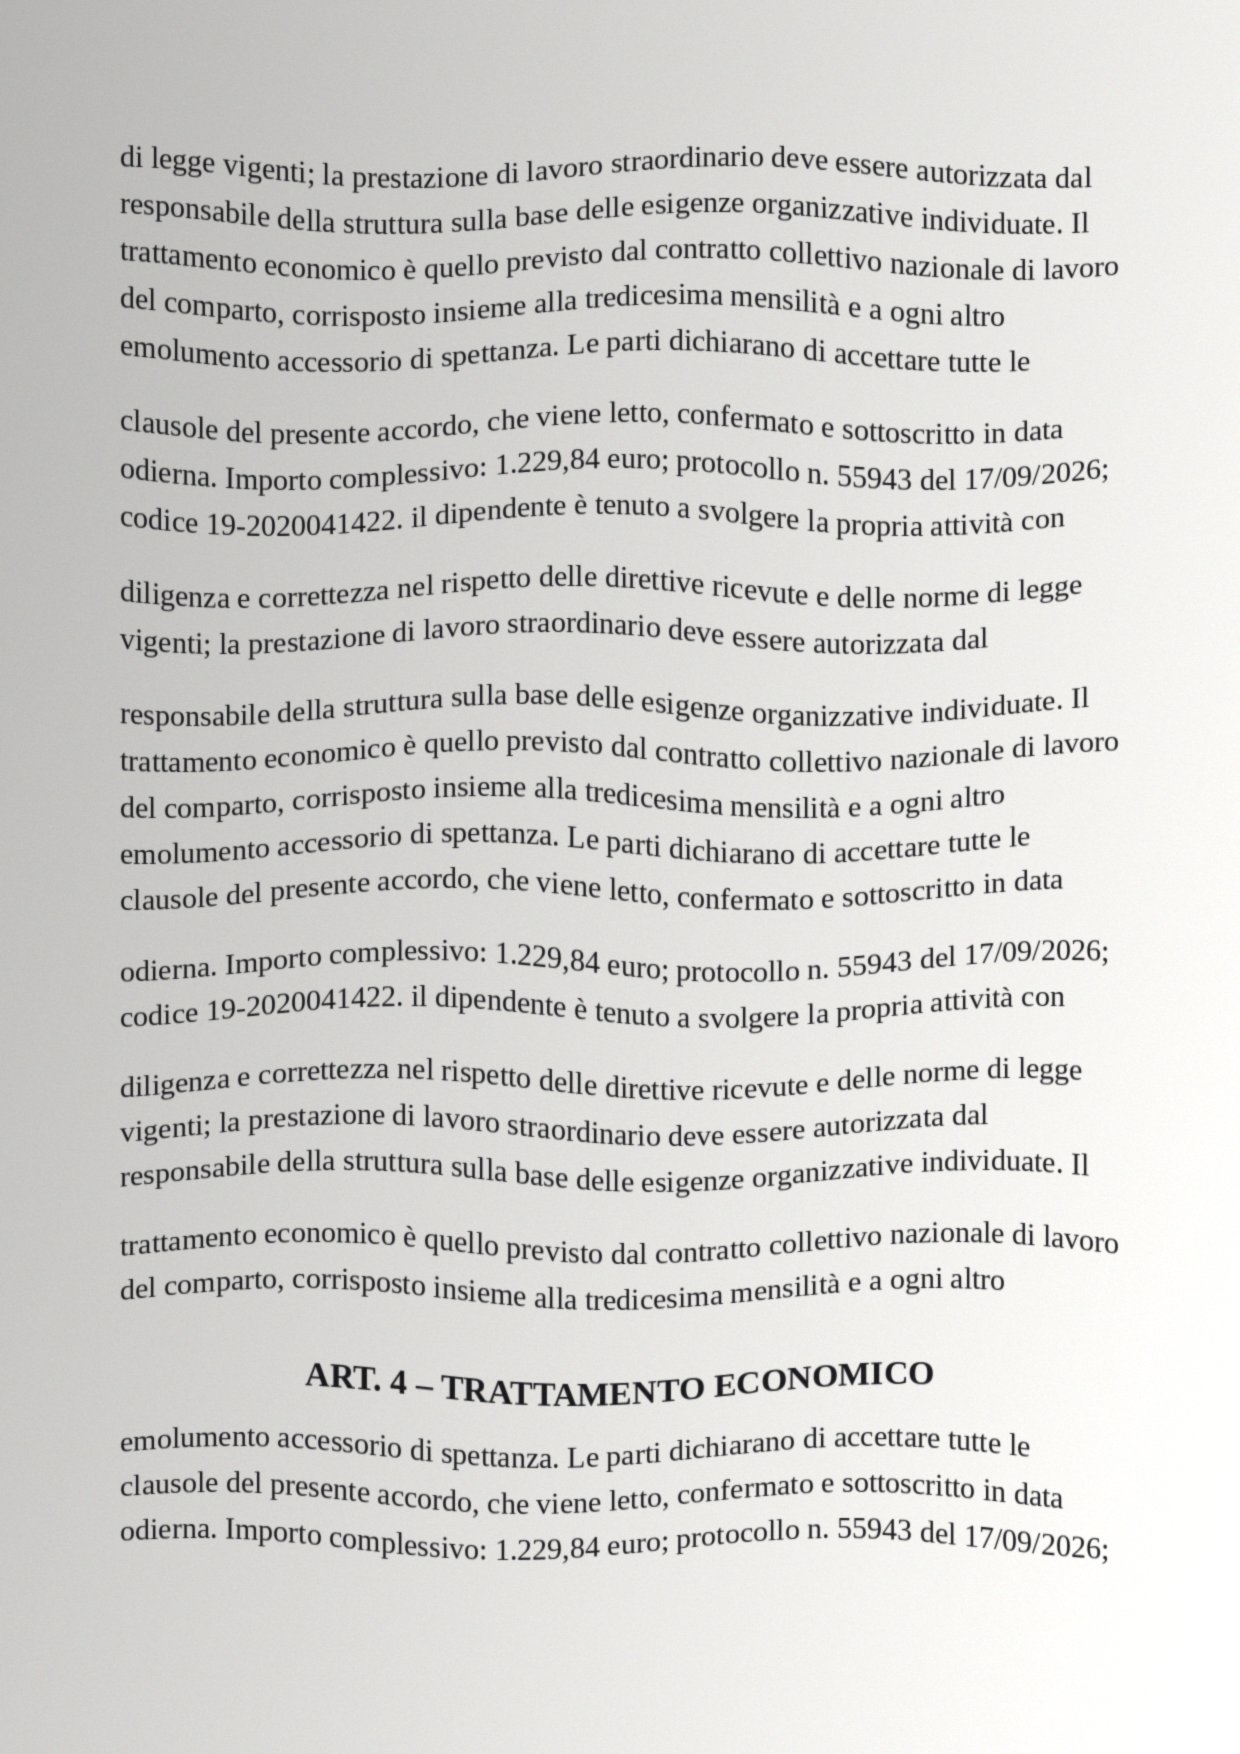 di legge vigenti; la prestazione di lavoro straordinario deve essere autorizzata dal
responsabile della struttura sulla base delle esigenze organizzative individuate. Il
trattamento economico è quello previsto dal contratto collettivo nazionale di lavoro
del comparto, corrisposto insieme alla tredicesima mensilità e a ogni altro
emolumento accessorio di spettanza. Le parti dichiarano di accettare tutte le
clausole del presente accordo, che viene letto, confermato e sottoscritto in data
odierna. Importo complessivo: 1.229,84 euro; protocollo n. 55943 del 17/09/2026;
codice 19-2020041422. il dipendente è tenuto a svolgere la propria attività con
diligenza e correttezza nel rispetto delle direttive ricevute e delle norme di legge
vigenti; la prestazione di lavoro straordinario deve essere autorizzata dal
responsabile della struttura sulla base delle esigenze organizzative individuate. Il
trattamento economico è quello previsto dal contratto collettivo nazionale di lavoro
del comparto, corrisposto insieme alla tredicesima mensilità e a ogni altro
emolumento accessorio di spettanza. Le parti dichiarano di accettare tutte le
clausole del presente accordo, che viene letto, confermato e sottoscritto in data
odierna. Importo complessivo: 1.229,84 euro; protocollo n. 55943 del 17/09/2026;
codice 19-2020041422. il dipendente è tenuto a svolgere la propria attività con
diligenza e correttezza nel rispetto delle direttive ricevute e delle norme di legge
vigenti; la prestazione di lavoro straordinario deve essere autorizzata dal
responsabile della struttura sulla base delle esigenze organizzative individuate. Il
trattamento economico è quello previsto dal contratto collettivo nazionale di lavoro
del comparto, corrisposto insieme alla tredicesima mensilità e a ogni altro
ART. 4 – TRATTAMENTO ECONOMICO
emolumento accessorio di spettanza. Le parti dichiarano di accettare tutte le
clausole del presente accordo, che viene letto, confermato e sottoscritto in data
odierna. Importo complessivo: 1.229,84 euro; protocollo n. 55943 del 17/09/2026;